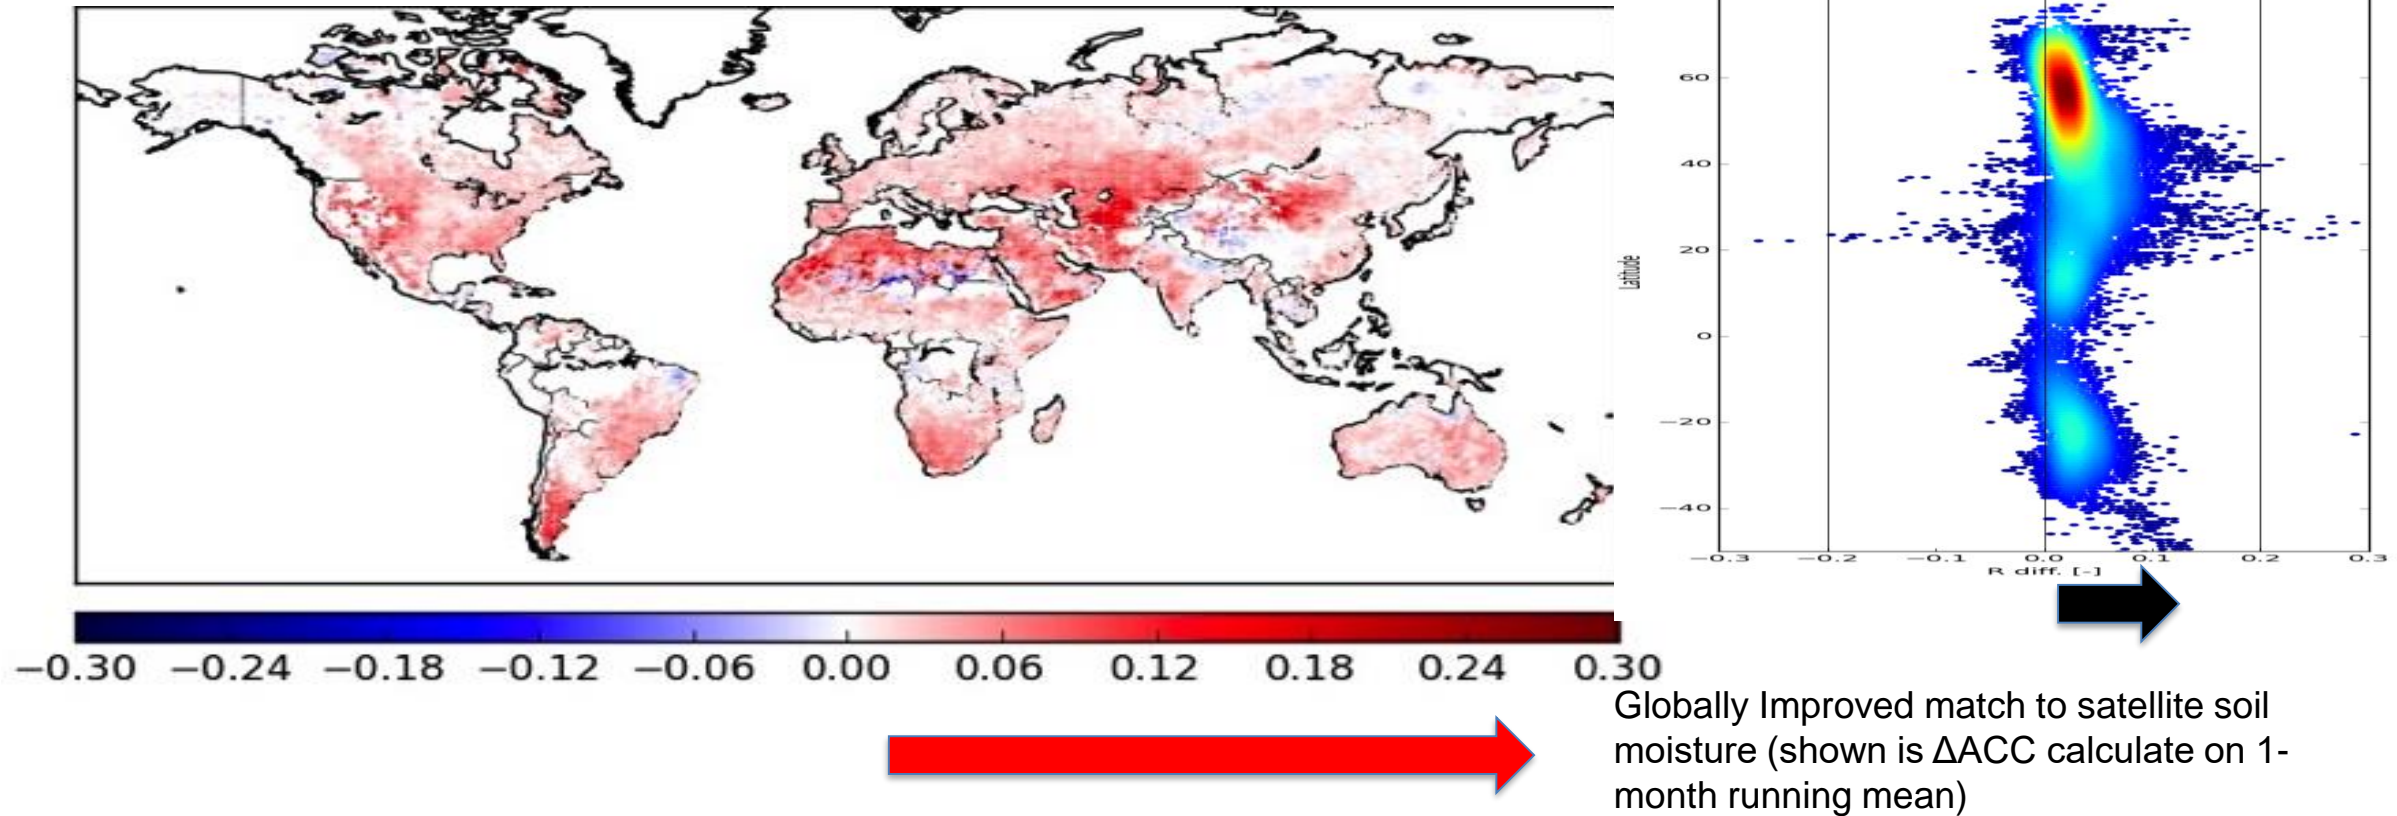 60
40
20
0
−20
−40
Latitude
−0.3 −0.2 −0.1 0.0 0.1 0.2 0.3
R diff. [-]
−0.30 −0.24 −0.18 −0.12 −0.06 0.00 0.06 0.12 0.18 0.24 0.30
Globally Improved match to satellite soil
moisture (shown is ΔACC calculate on 1-
month running mean)